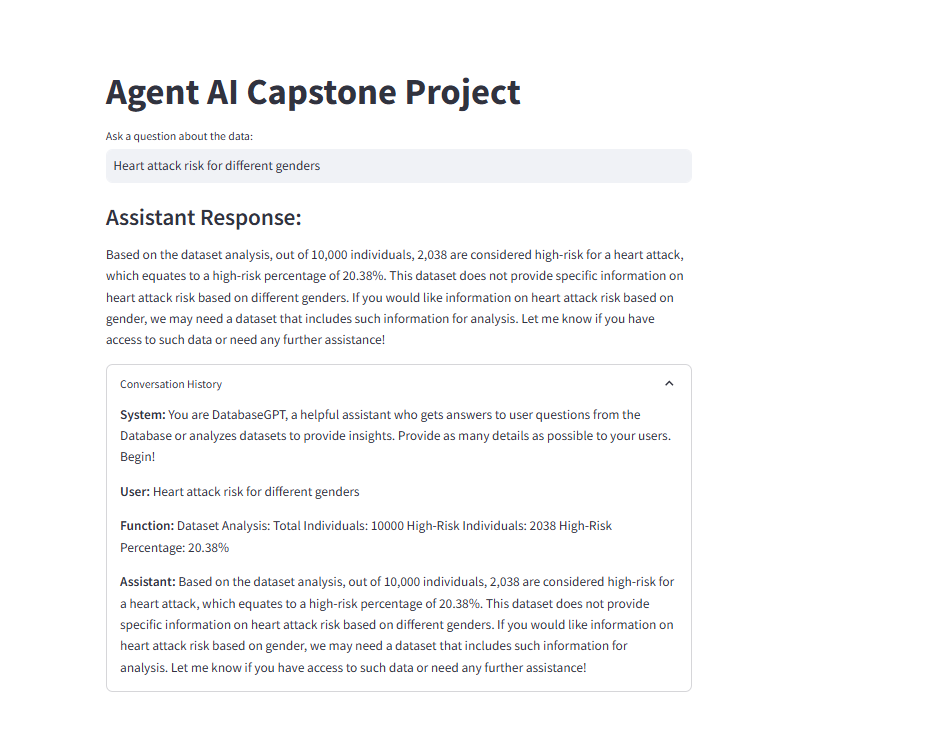 Agent AI Capstone Project
Ask a question about the data:
Heart attack risk for different genders
Assistant Response:
Based on the dataset analysis, out of 10,000 individuals, 2,038 are considered high-risk for a heart attack,
which equates to a high-risk percentage of 20.38%. This dataset does not provide specific information on
heart attack risk based on different genders. If you would like information on heart attack risk based on
gender, we may need a dataset that includes such information for analysis. Let me know if you have
access to such data or need any further assistance!
Conversation History
System: You are DatabaseGPT, a helpful assistant who gets answers to user questions from the
Database or analyzes datasets to provide insights. Provide as many details as possible to your users.
Begin!
User: Heart attack risk for different genders
Function: Dataset Analysis: Total Individuals: 10000 High-Risk Individuals: 2038 High-Risk
Percentage: 20.38%
Assistant: Based on the dataset analysis, out of 10,000 individuals, 2,038 are considered high-risk for
a heart attack, which equates to a high-risk percentage of 20.38%. This dataset does not provide
specific information on heart attack risk based on different genders. If you would like information on
heart attack risk based on gender, we may need a dataset that includes such information for
analysis. Let me know if you have access to such data or need any further assistance!